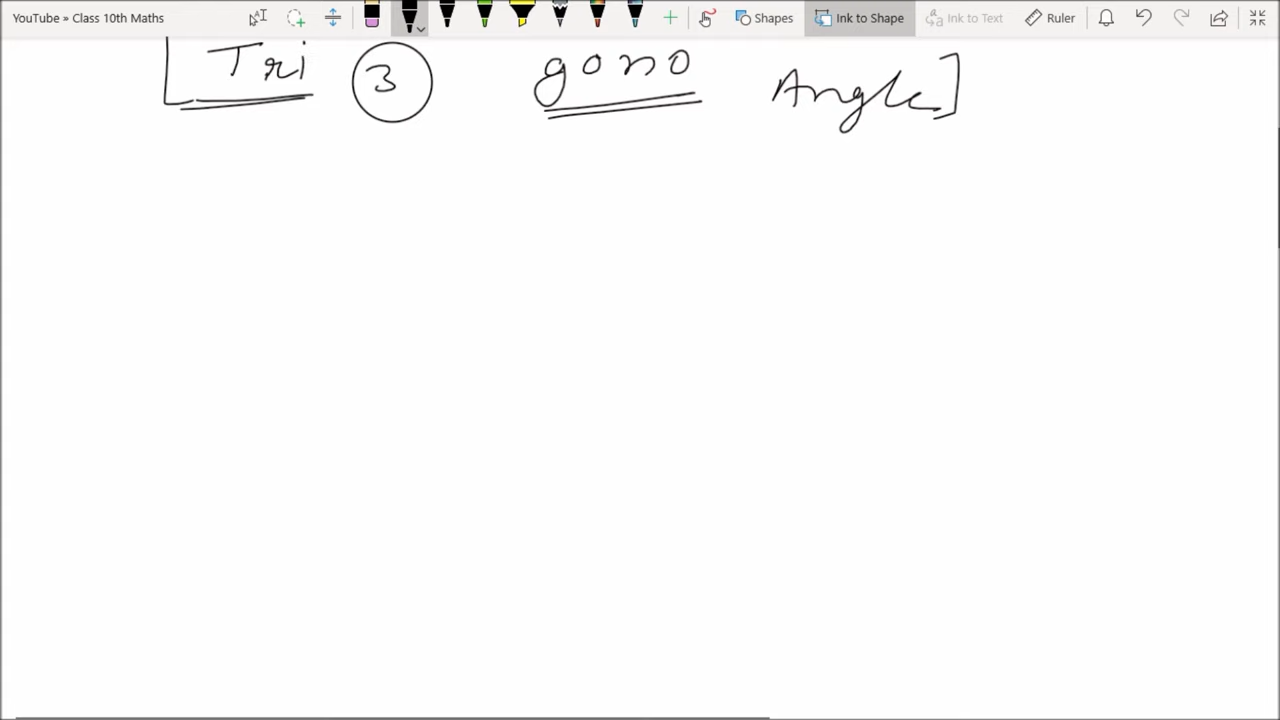 YouTube » Class 10th Maths Shapes Ink to Shape Ink to Text Ruler
[Tri 3 gono Angle]